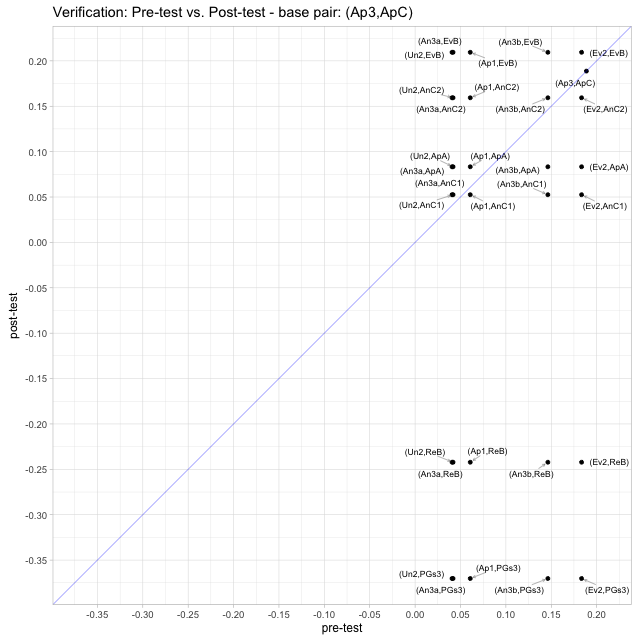 Verification: Pre-test vs. Post-test - base pair: (Ap3,ApC)
0.20
0.15
0.10
0.05
0.00
-0.05
-0.10
-0.15
-0.20
-0.25
-0.30
-0.35
post-test
(An3a,EvB)
(An3b,EvB)
(Un2,EvB)
(Ap1,EvB)
(Ev2,EvB)
(Ap3,ApC)
(Un2,AnC2)
(Ap1,AnC2)
(An3a,AnC2)
(An3b,AnC2)
(Ev2,AnC2)
(Un2,ApA)
(Ap1,ApA)
(An3a,ApA)
(An3b,ApA)
(Ev2,ApA)
(An3a,AnC1)
(An3b,AnC1)
(Un2,AnC1)
(Ap1,AnC1)
(Ev2,AnC1)
(Un2,ReB)
(Ap1,ReB)
(An3a,ReB)
(An3b,ReB)
(Ev2,ReB)
(Un2,PGs3)
(Ap1,PGs3)
(An3a,PGs3)
(An3b,PGs3)
(Ev2,PGs3)
-0.35 -0.30 -0.25 -0.20 -0.15 -0.10 -0.05 0.00 0.05 0.10 0.15 0.20
pre-test